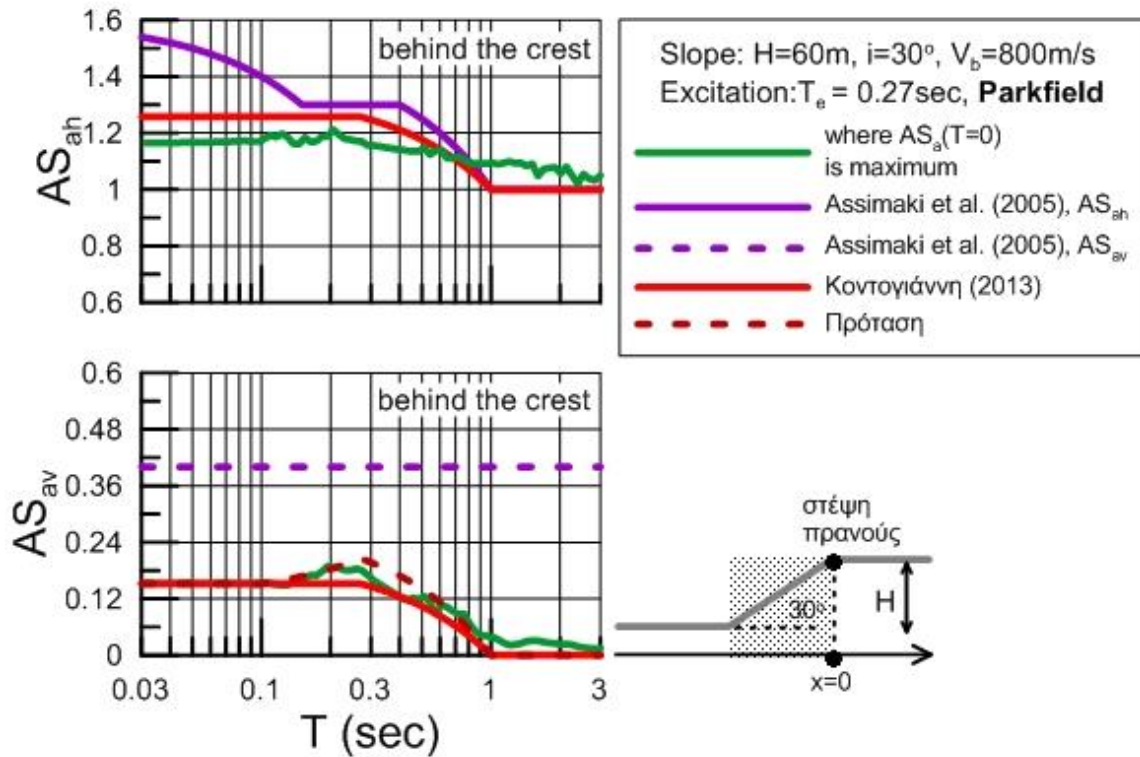 1.6
1.4
1.2
1
0.8
0.6
AS_ah
behind the crest
Slope: H=60m, i=30°, V_b=800m/s
Excitation:T_e = 0.27sec, Parkfield
where AS_a(T=0)
is maximum
Assimaki et al. (2005), AS_ah
Assimaki et al. (2005), AS_av
Κοντογιάννη (2013)
Πρόταση
0.6
0.48
0.36
0.24
0.12
0
AS_av
behind the crest
0.03 0.1 0.3 1 3
T (sec)
στέψη
πρανούς
30°
H
x=0